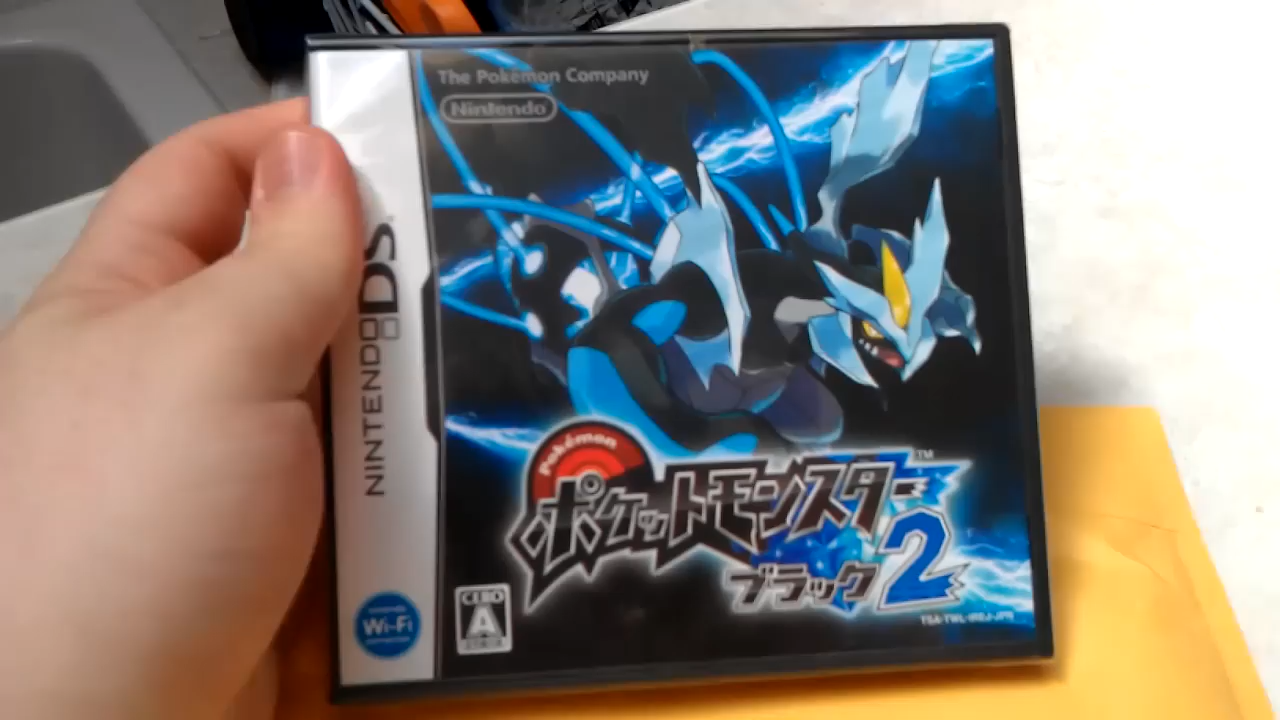 The Pokémon Company
Nintendo
NINTENDO DS
Pokémon
ポケットモンスター
TM
ブラック2
CERO
A
Wi-Fi